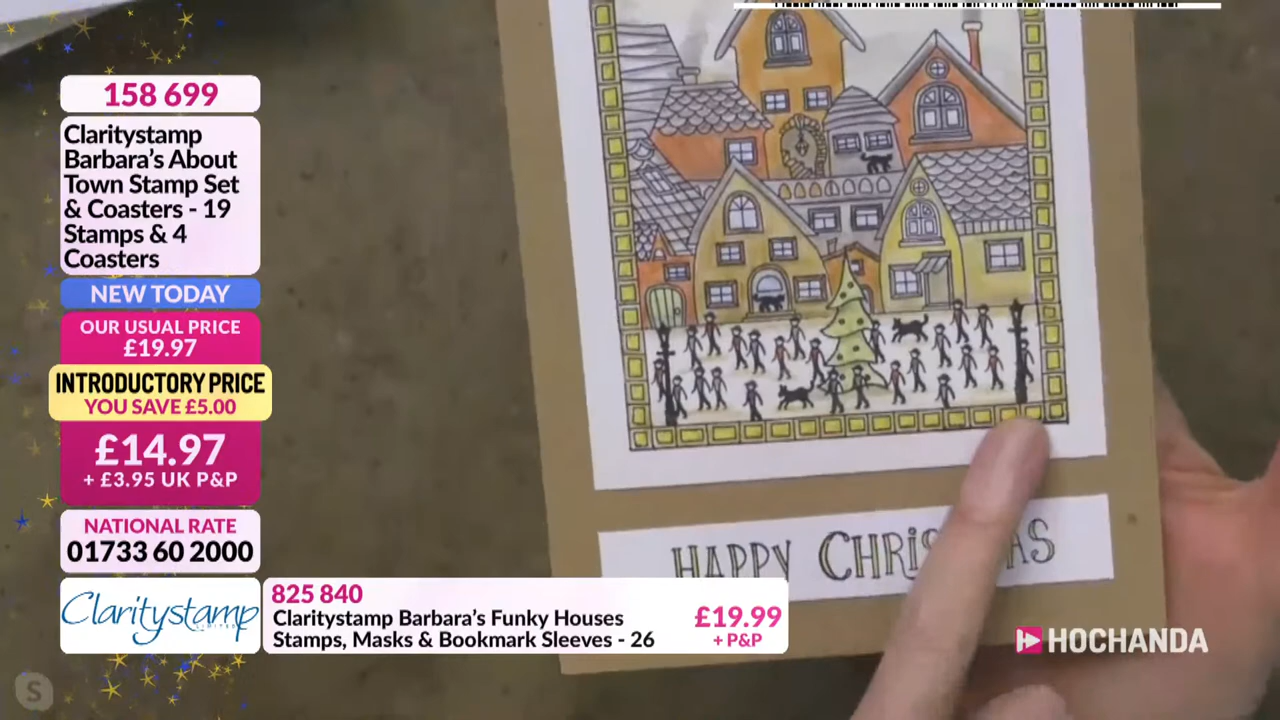 158 699
Claritystamp
Barbara's About
Town Stamp Set
& Coasters - 19
Stamps & 4
Coasters
NEW TODAY
OUR USUAL PRICE
£19.97
INTRODUCTORY PRICE
YOU SAVE £5.00
£14.97
+ £3.95 UK P&P
NATIONAL RATE
01733 60 2000
Claritystamp
LIMITED
825 840
Claritystamp Barbara's Funky Houses
Stamps, Masks & Bookmark Sleeves - 26
£19.99
+ P&P
HAPPY
HOCHANDA
S